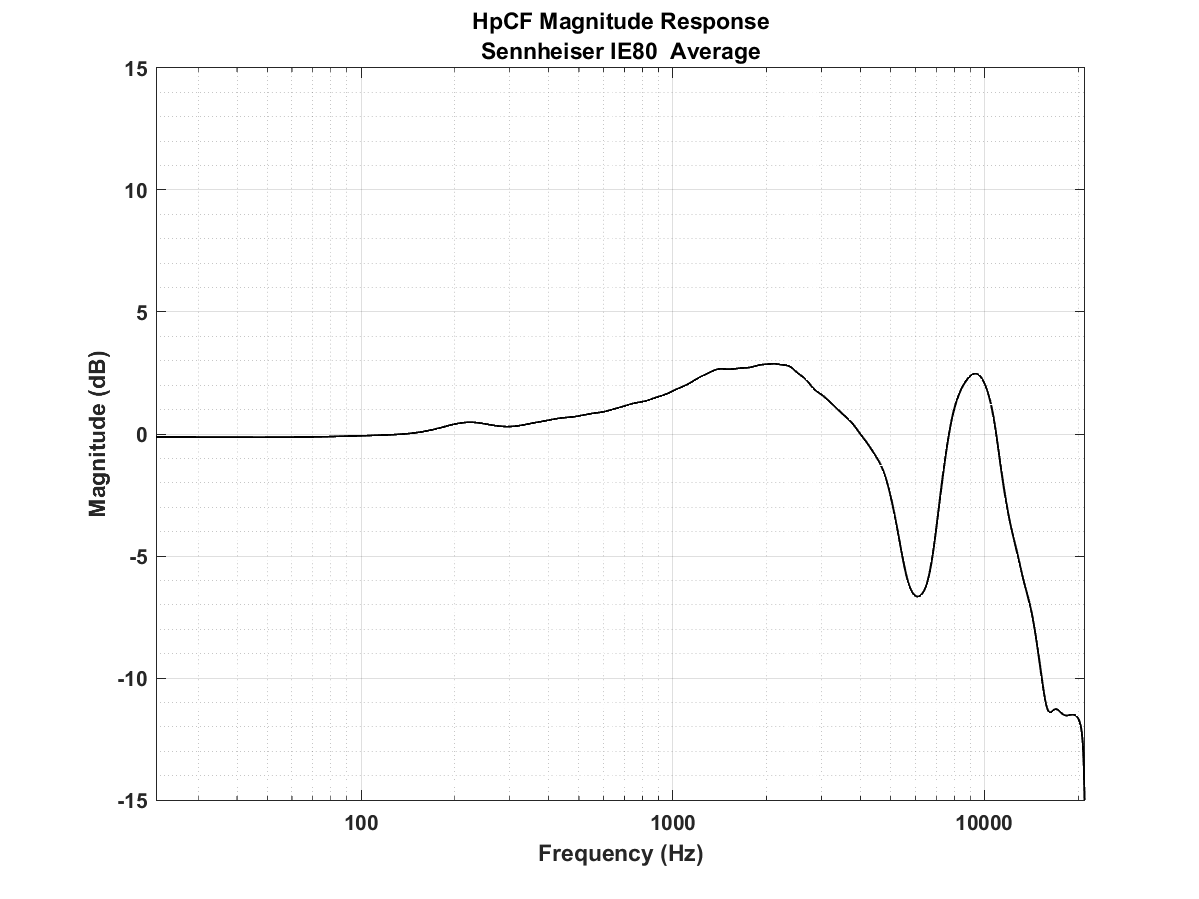 HpCF Magnitude Response
Sennheiser IE80  Average
15
10
5
0
-5
-10
-15
Magnitude (dB)
100
1000
10000
Frequency (Hz)